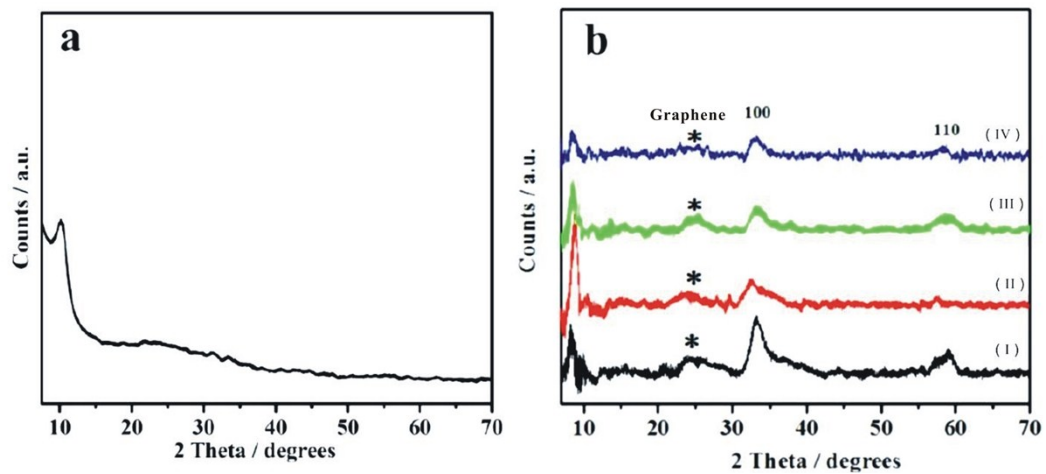 a
Counts / a.u.
10 20 30 40 50 60 70
2 Theta / degrees
b
Counts / a.u.
Graphene 100 110
* (IV)
* (III)
* (II)
* (I)
10 20 30 40 50 60 70
2 Theta / degrees